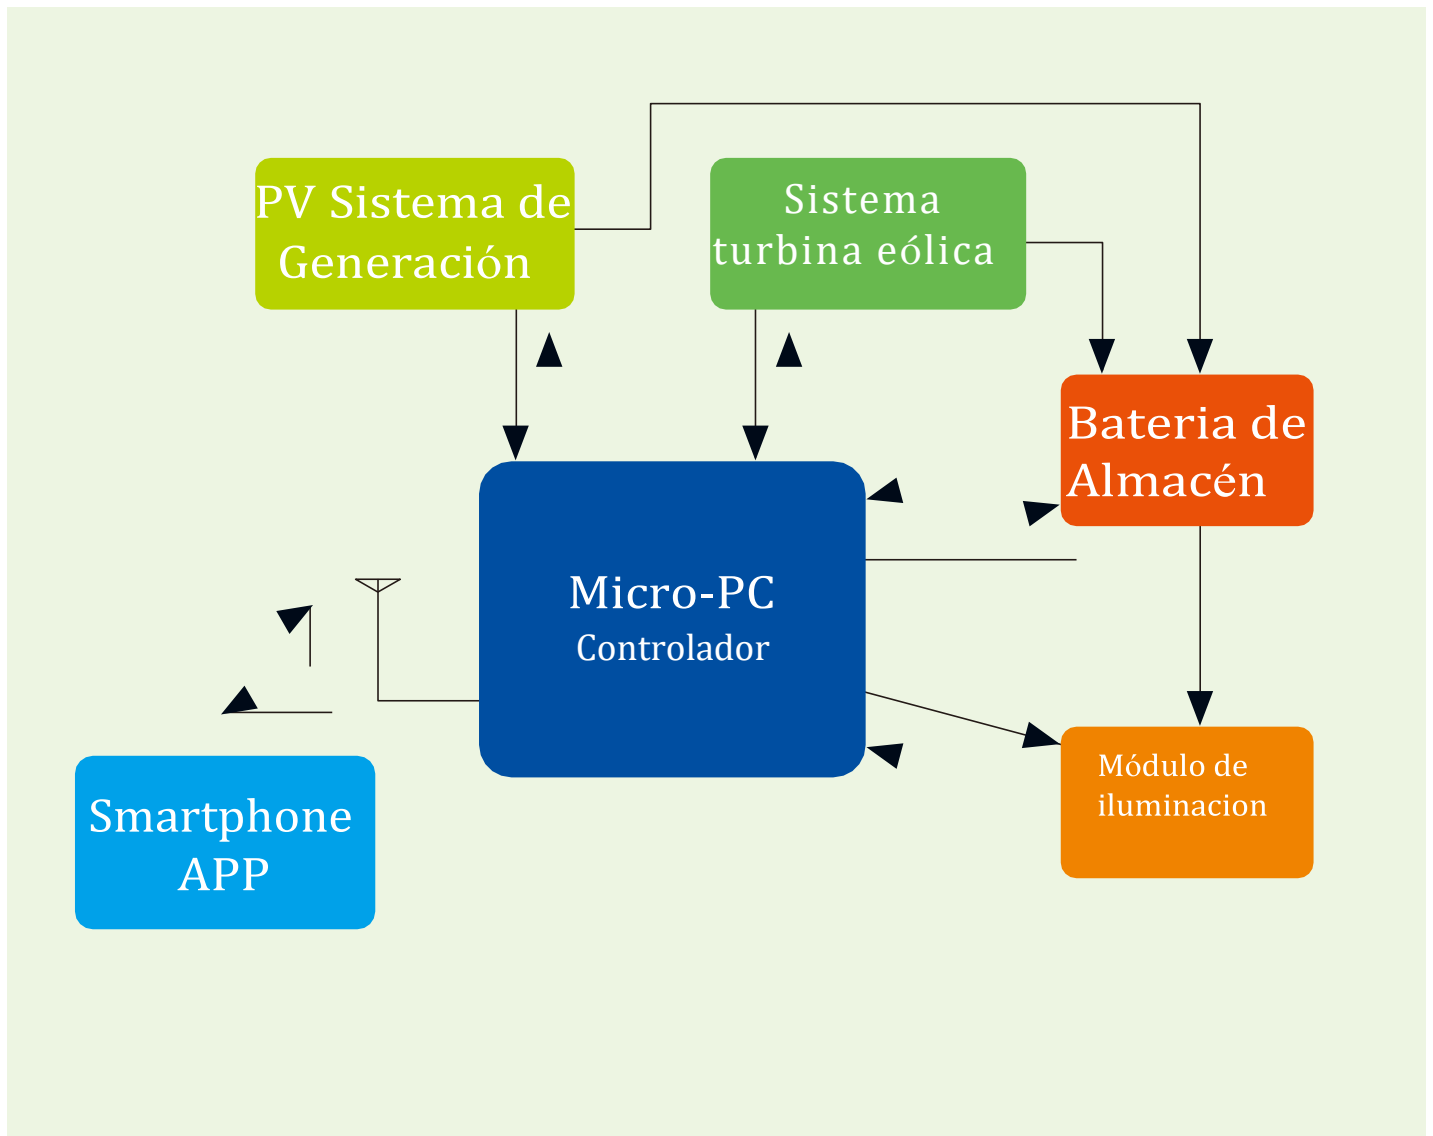 PV Sistema de
Generación
Sistema
turbina eólica
Bateria de
Almacén
Micro-PC
Controlador
Módulo de
iluminacion
Smartphone
APP